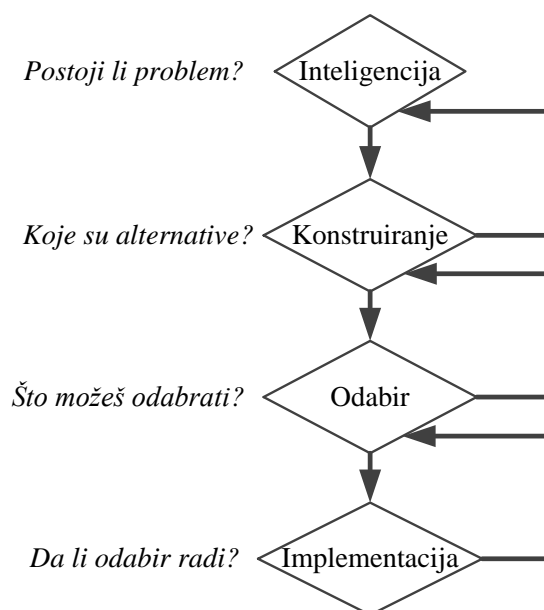 Postoji li problem? Inteligencija
Koje su alternative? Konstruiranje
Što možeš odabrati? Odabir
Da li odabir radi? Implementacija